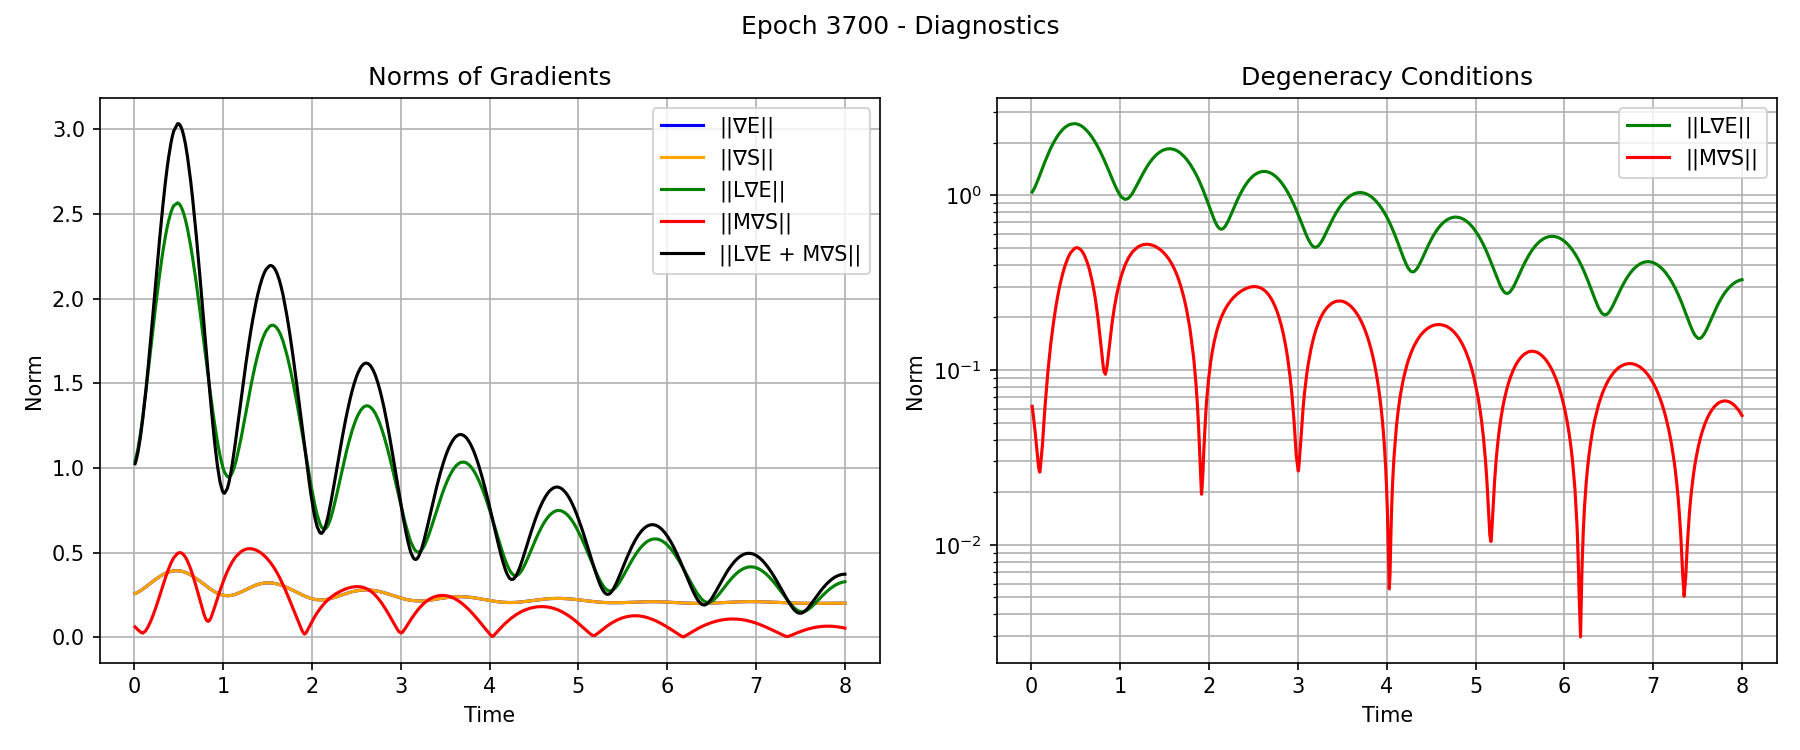 Epoch 3700 - Diagnostics
Norms of Gradients
Norm
3.0
2.5
2.0
1.5
1.0
0.5
0.0
||∇E||
||∇S||
||L∇E||
||M∇S||
||L∇E + M∇S||
0 1 2 3 4 5 6 7 8
Time
Degeneracy Conditions
Norm
10⁰
10⁻¹
10⁻²
||L∇E||
||M∇S||
0 1 2 3 4 5 6 7 8
Time